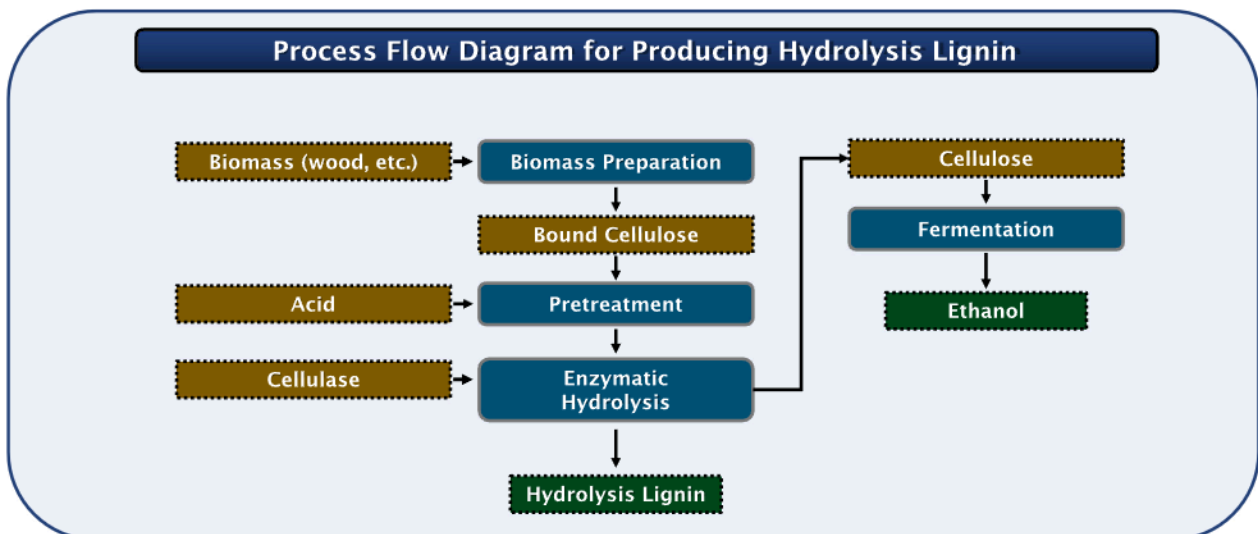 Process Flow Diagram for Producing Hydrolysis Lignin
Biomass (wood, etc.)
Biomass Preparation
Bound Cellulose
Acid
Pretreatment
Cellulase
Enzymatic
Hydrolysis
Hydrolysis Lignin
Cellulose
Fermentation
Ethanol